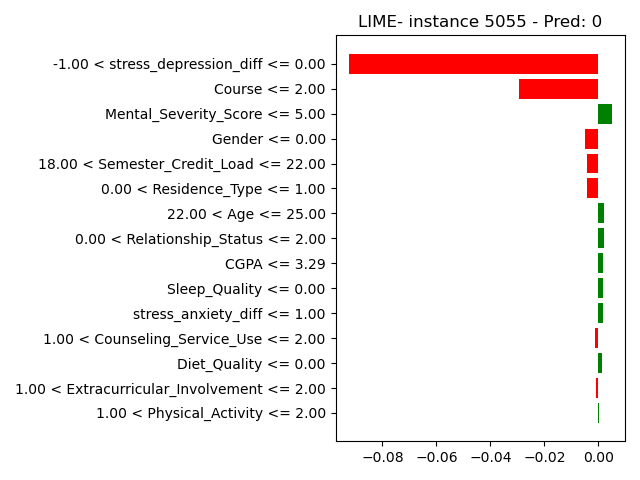 LIME- instance 5055 - Pred: 0
-1.00 < stress_depression_diff <= 0.00
Course <= 2.00
Mental_Severity_Score <= 5.00
Gender <= 0.00
18.00 < Semester_Credit_Load <= 22.00
0.00 < Residence_Type <= 1.00
22.00 < Age <= 25.00
0.00 < Relationship_Status <= 2.00
CGPA <= 3.29
Sleep_Quality <= 0.00
stress_anxiety_diff <= 1.00
1.00 < Counseling_Service_Use <= 2.00
Diet_Quality <= 0.00
1.00 < Extracurricular_Involvement <= 2.00
1.00 < Physical_Activity <= 2.00
−0.08 −0.06 −0.04 −0.02 0.00